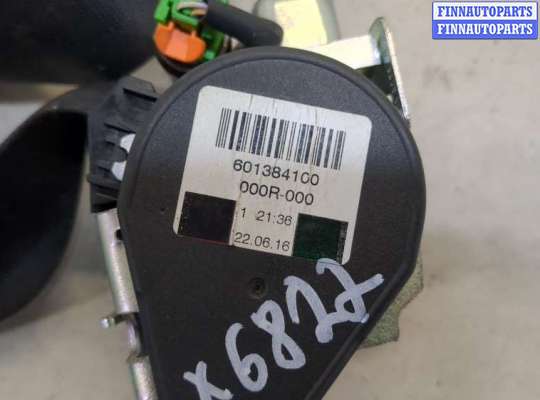 FINNAUTOPARTS
FINNAUTOPARTS
601384100
000R-000
1 21:36
22.06.16
x6822